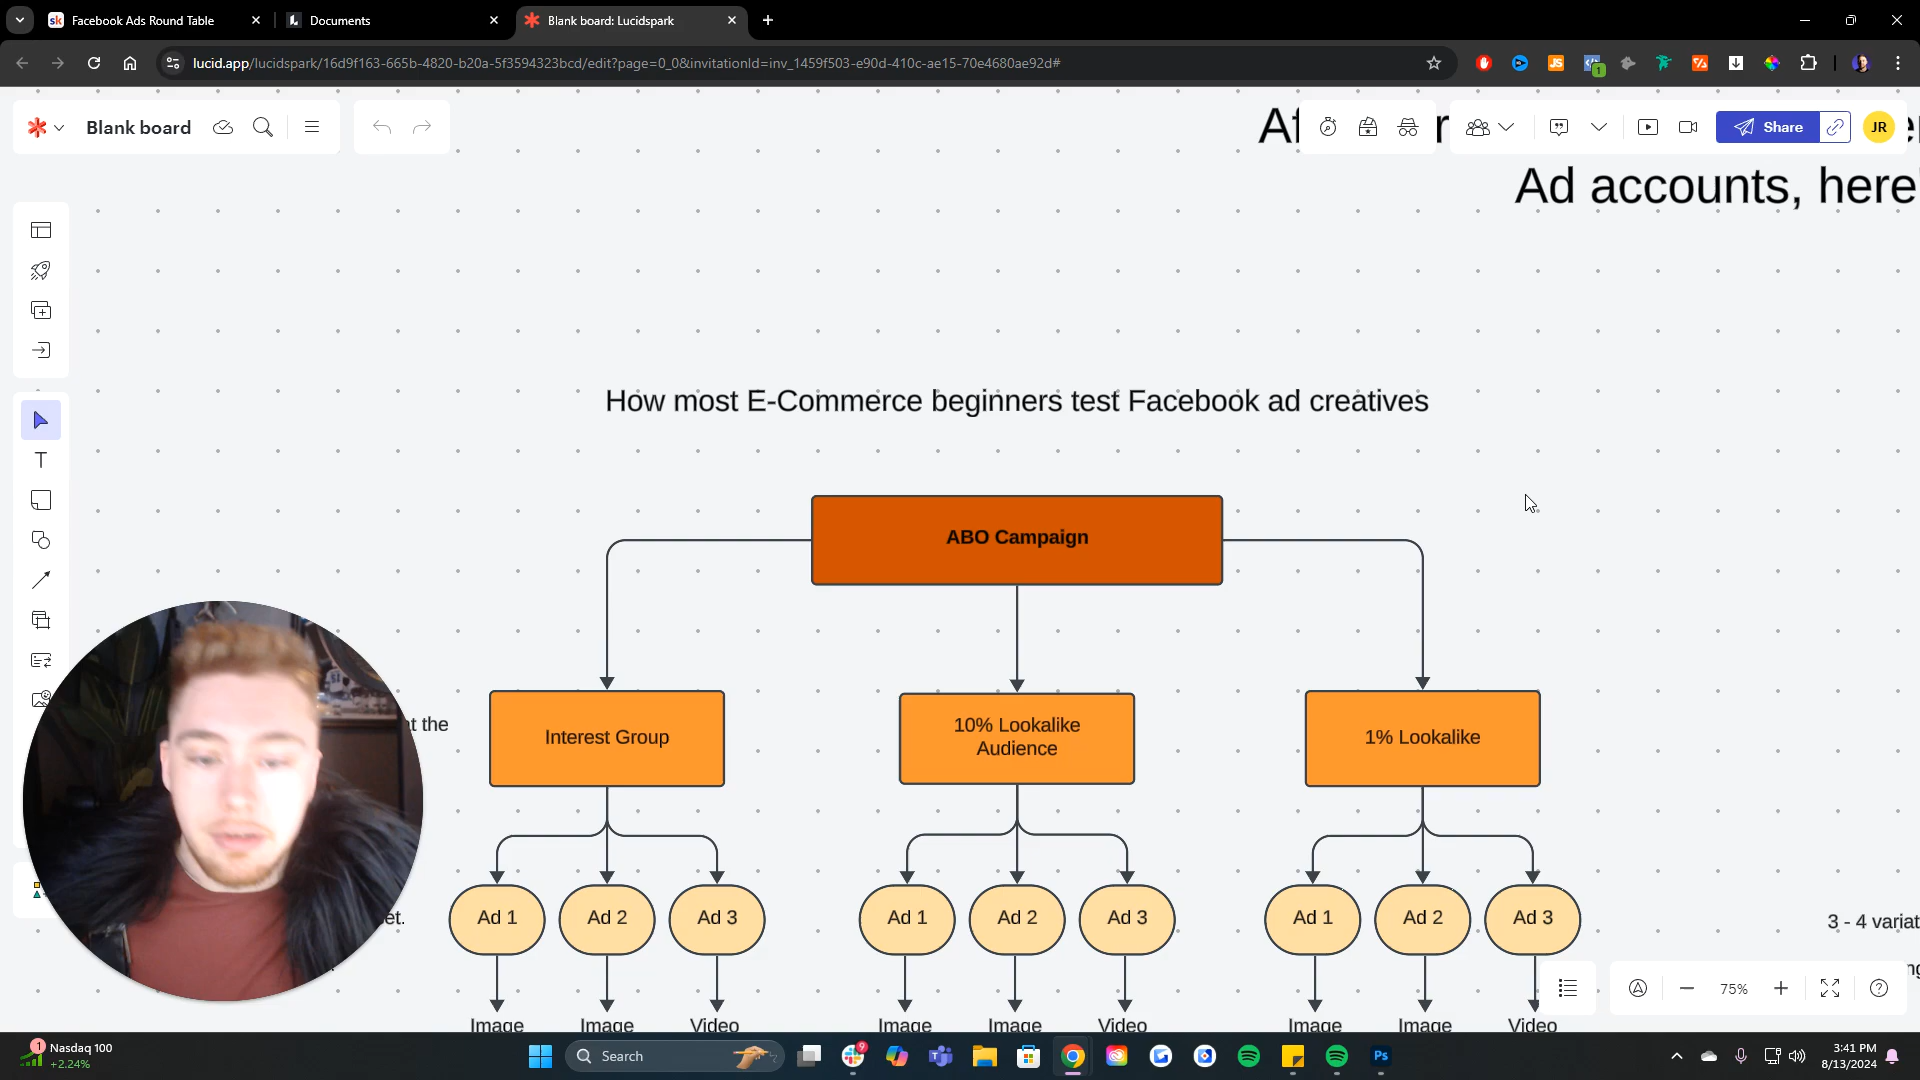 Facebook Ads Round Table
Documents
Blank board: Lucidspark
lucid.app/lucidspark/16d9f163-665b-4820-b20a-5f3594323bcd/edit?page=0_0&invitationId=inv_1459f503-e90d-410c-ae15-70e4680ae92d#
Blank board
Share
JR
Ad accounts, here'
How most E-Commerce beginners test Facebook ad creatives
ABO Campaign
at the
Interest Group
10% Lookalike
Audience
1% Lookalike
et.
Ad 1
Ad 2
Ad 3
Ad 1
Ad 2
Ad 3
Ad 1
Ad 2
Ad 3
3 - 4 variat
Image
Image
Video
Image
Image
Video
Image
Image
Video
75%
Nasdaq 100
+2.24%
Search
3:41 PM
8/13/2024